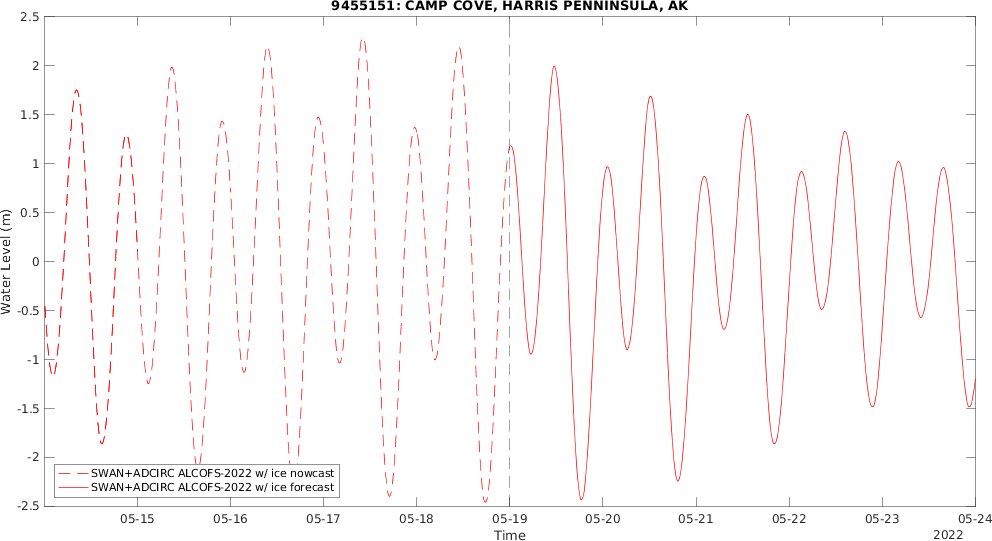 9455151: CAMP COVE, HARRIS PENNINSULA, AK
Water Level (m)
2.5
2
1.5
1
0.5
0
-0.5
-1
-1.5
-2
-2.5
SWAN+ADCIRC ALCOFS-2022 w/ ice nowcast
SWAN+ADCIRC ALCOFS-2022 w/ ice forecast
05-15 05-16 05-17 05-18 05-19 05-20 05-21 05-22 05-23 05-24
Time
2022